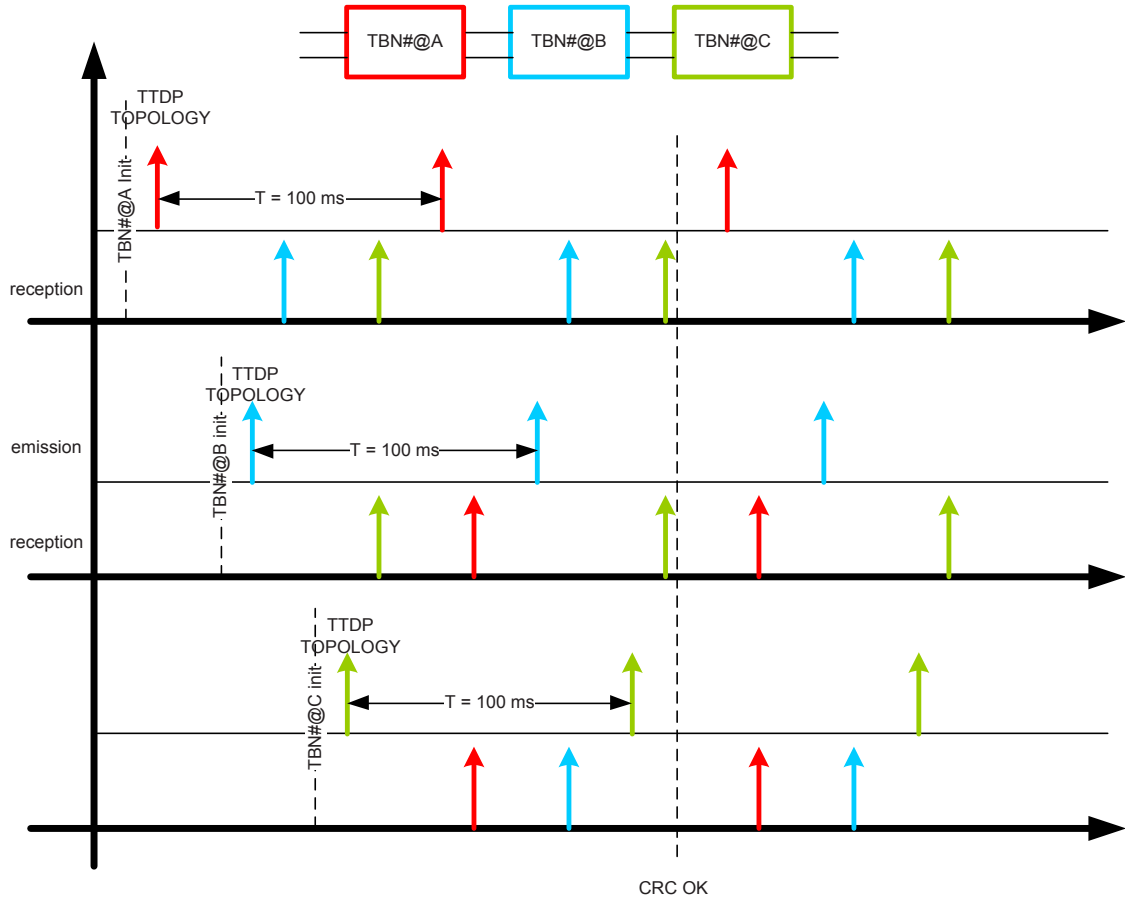 TBN#@A
TBN#@B
TBN#@C
TTDP
TOPOLOGY
TBN#@A Init
T = 100 ms
reception
TTDP
TOPOLOGY
TBN#@B init
emission
T = 100 ms
reception
TTDP
TOPOLOGY
TBN#@C init
T = 100 ms
CRC OK